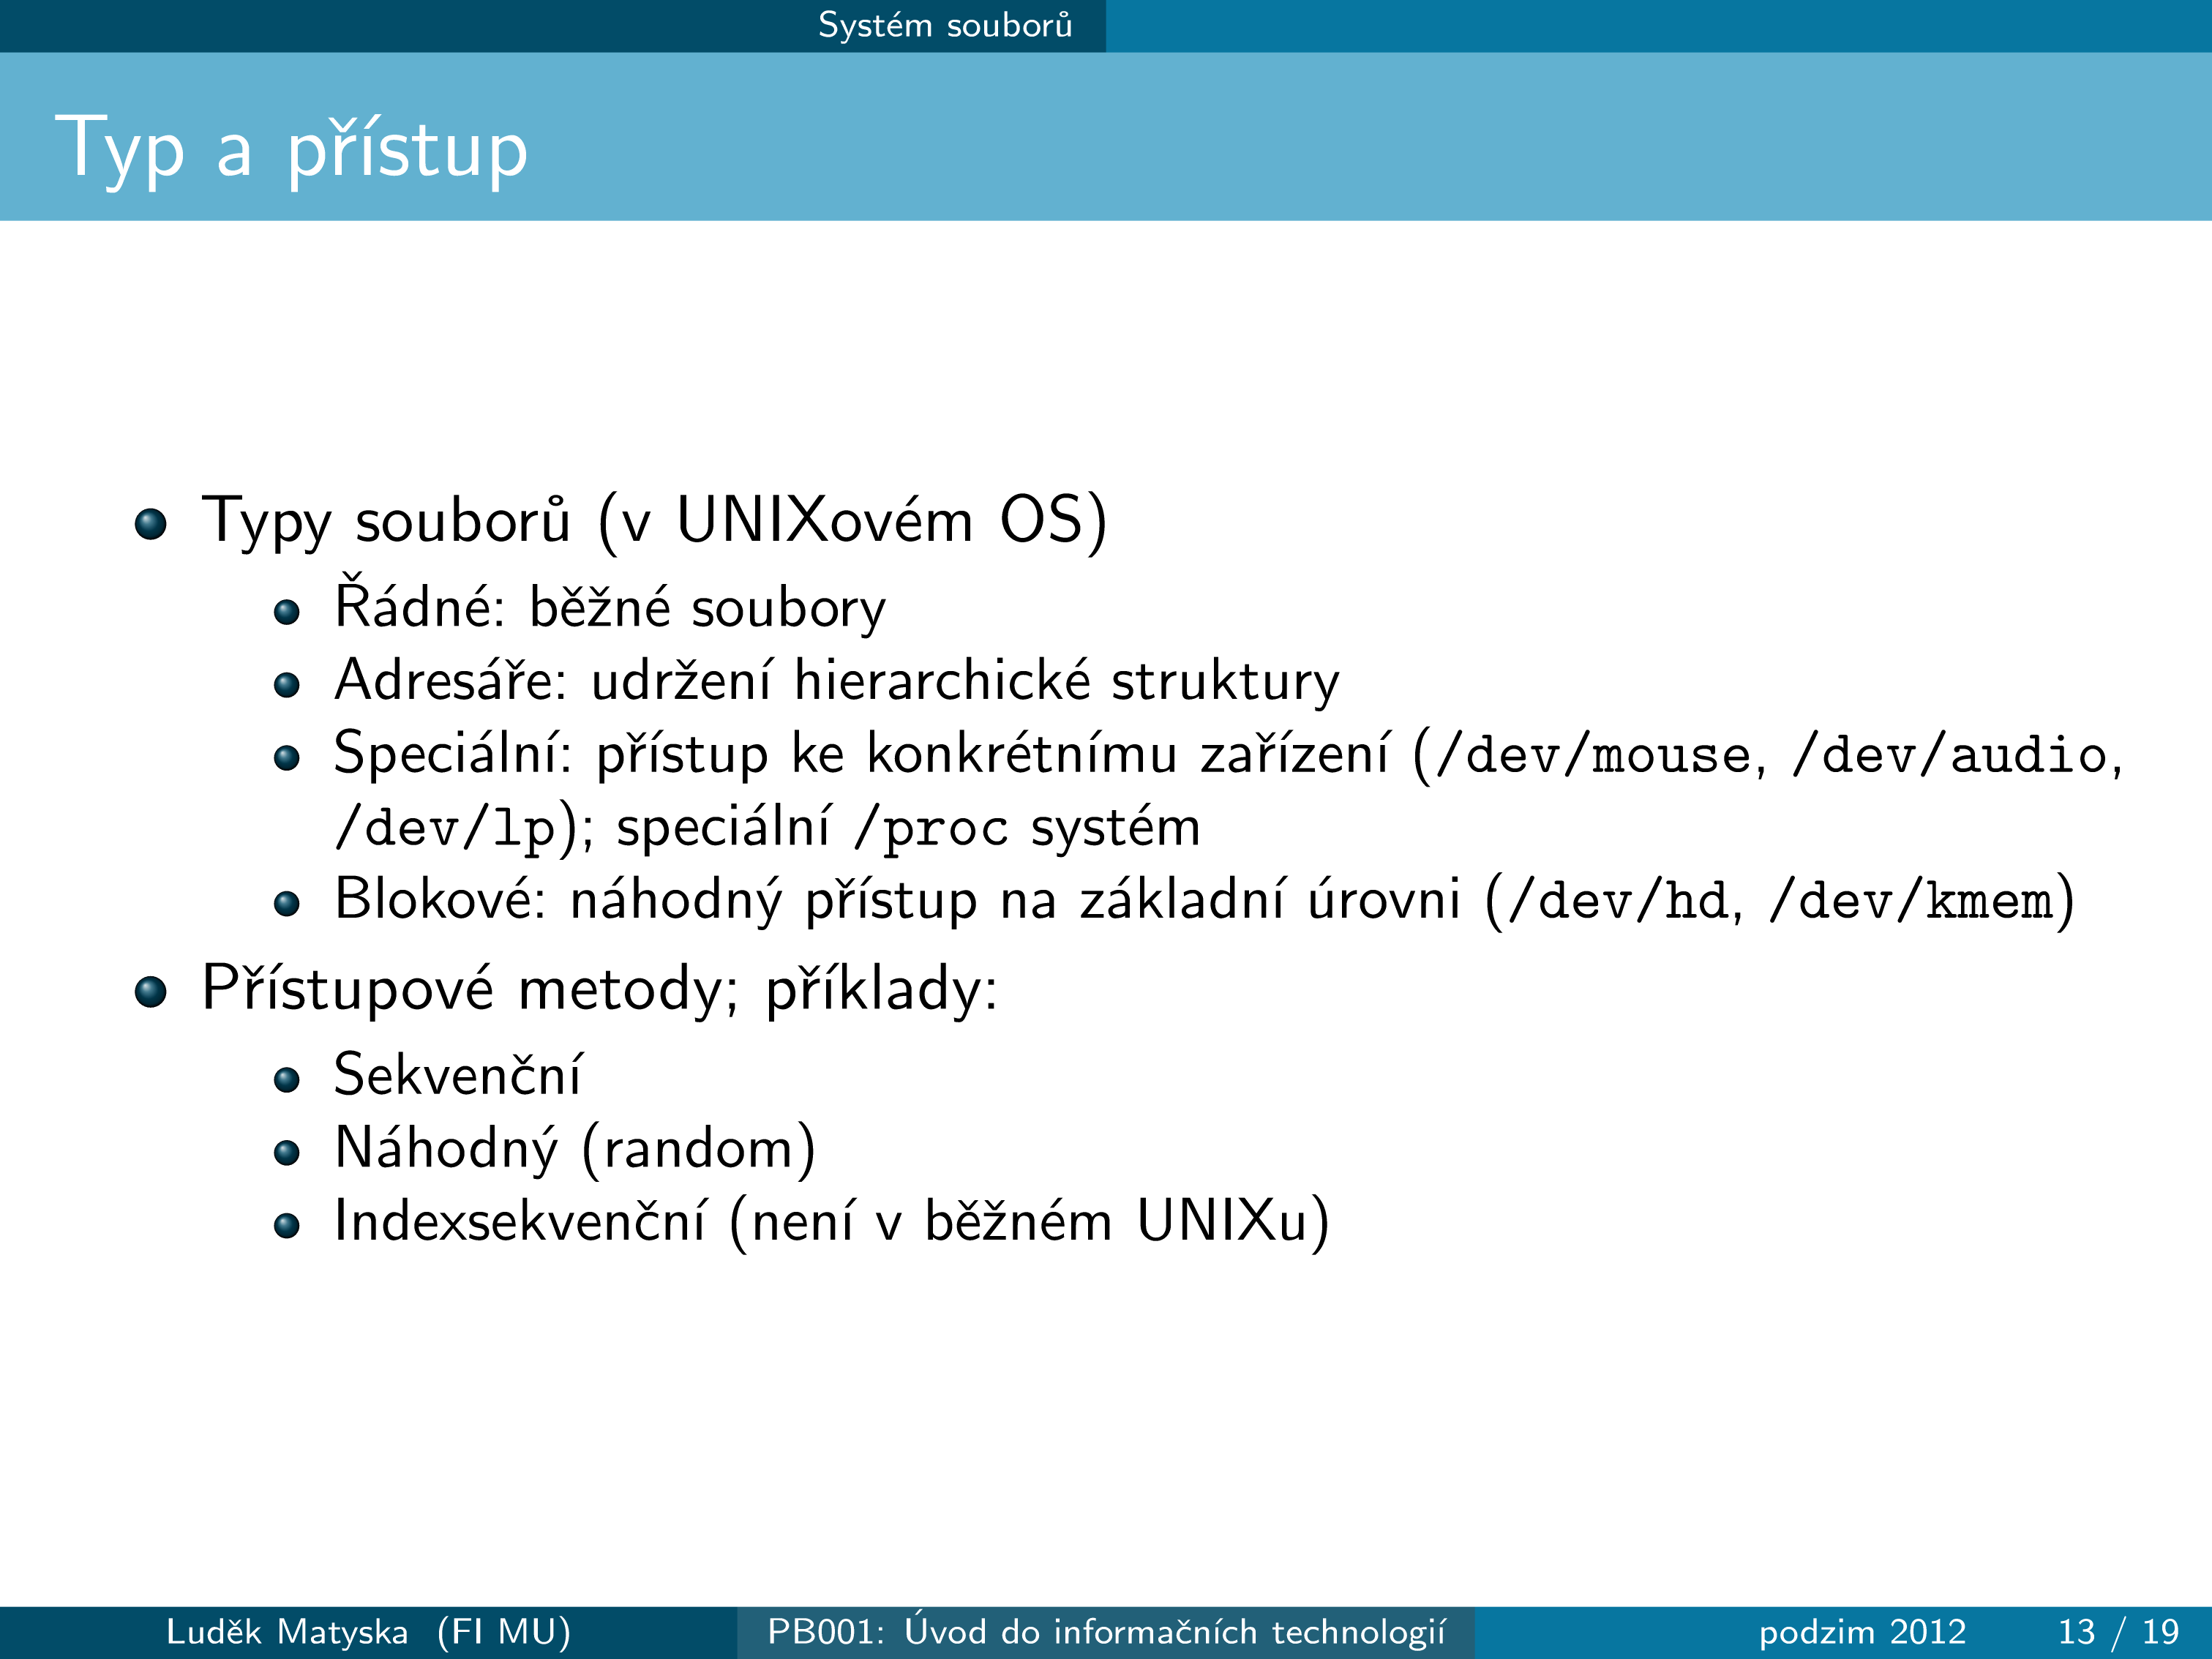 Systém souborů
Typ a přístup
Typy souborů (v UNIXovém OS)
Řádné: běžné soubory
Adresáře: udržení hierarchické struktury
Speciální: přístup ke konkrétnímu zařízení (/dev/mouse, /dev/audio,
/dev/lp); speciální /proc systém
Blokové: náhodný přístup na základní úrovni (/dev/hd, /dev/kmem)
Přístupové metody; příklady:
Sekvenční
Náhodný (random)
Indexsekvenční (není v běžném UNIXu)
Luděk Matyska (FI MU) PB001: Úvod do informačních technologií podzim 2012 13 / 19